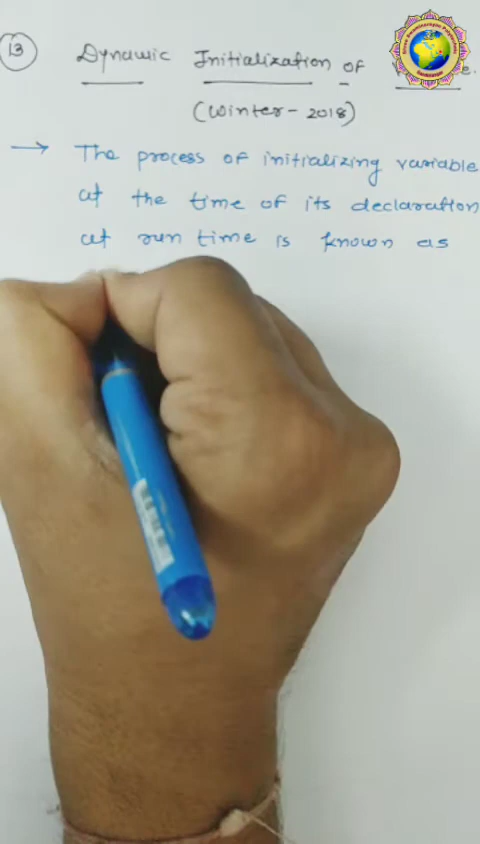 13 Dynamic Initialization of
(Winter - 2018)
→ The process of initializing variable
at the time of its declaration
at run time is known as